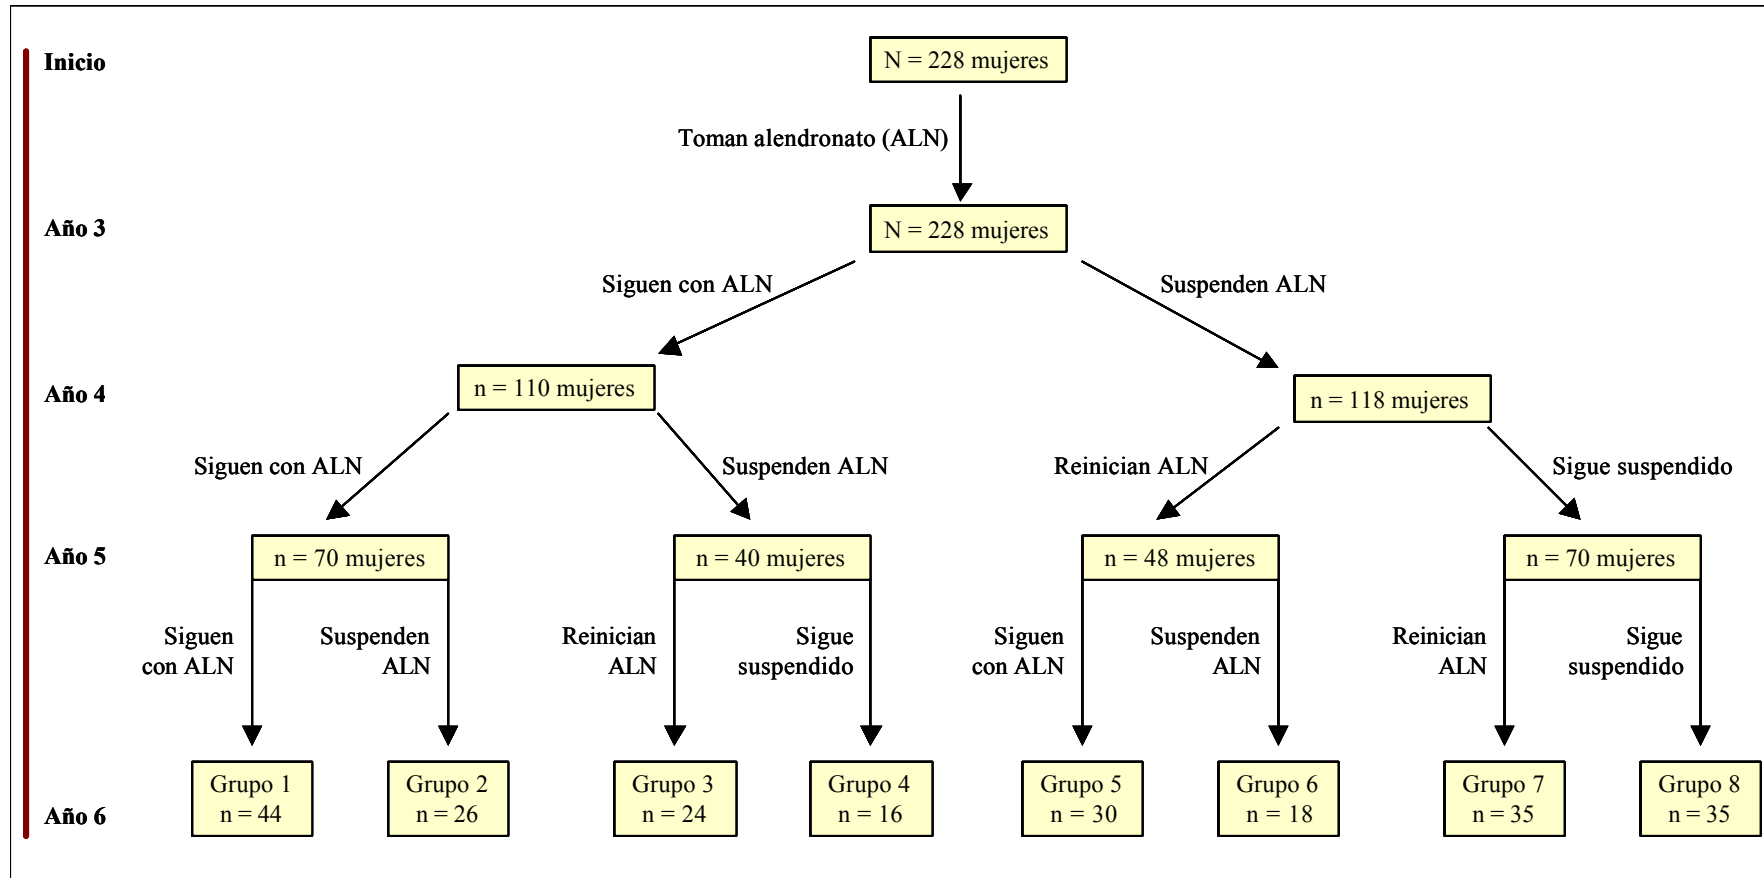 Inicio
N = 228 mujeres
Toman alendronato (ALN)
Año 3
N = 228 mujeres
Siguen con ALN
Suspenden ALN
Año 4
n = 110 mujeres
n = 118 mujeres
Siguen con ALN
Suspenden ALN
Reinician ALN
Sigue suspendido
Año 5
n = 70 mujeres
n = 40 mujeres
n = 48 mujeres
n = 70 mujeres
Siguen
con ALN
Suspenden
ALN
Reinician
ALN
Sigue
suspendido
Siguen
con ALN
Suspenden
ALN
Reinician
ALN
Sigue
suspendido
Año 6
Grupo 1
n = 44
Grupo 2
n = 26
Grupo 3
n = 24
Grupo 4
n = 16
Grupo 5
n = 30
Grupo 6
n = 18
Grupo 7
n = 35
Grupo 8
n = 35